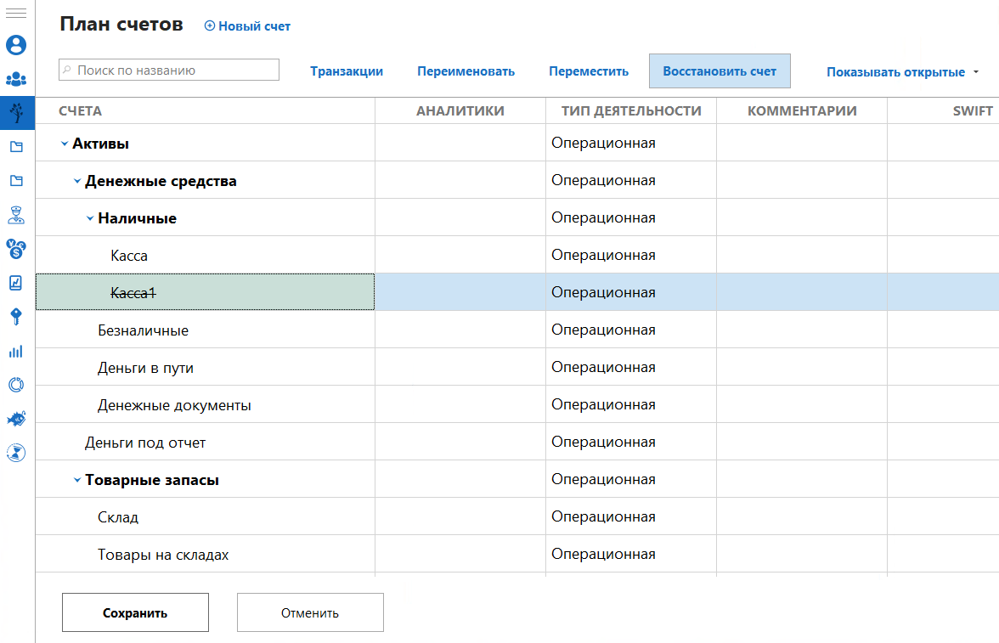 План счетов
Новый счет
Поиск по названию
Транзакции
Переименовать
Переместить
Восстановить счет
Показывать открытые
СЧЕТА АНАЛИТИКИ ТИП ДЕЯТЕЛЬНОСТИ КОММЕНТАРИИ SWIFT
Активы Операционная
Денежные средства Операционная
Наличные Операционная
Касса Операционная
Касса1 Операционная
Безналичные Операционная
Деньги в пути Операционная
Денежные документы Операционная
Деньги под отчет Операционная
Товарные запасы Операционная
Склад Операционная
Товары на складах Операционная
Сохранить
Отменить